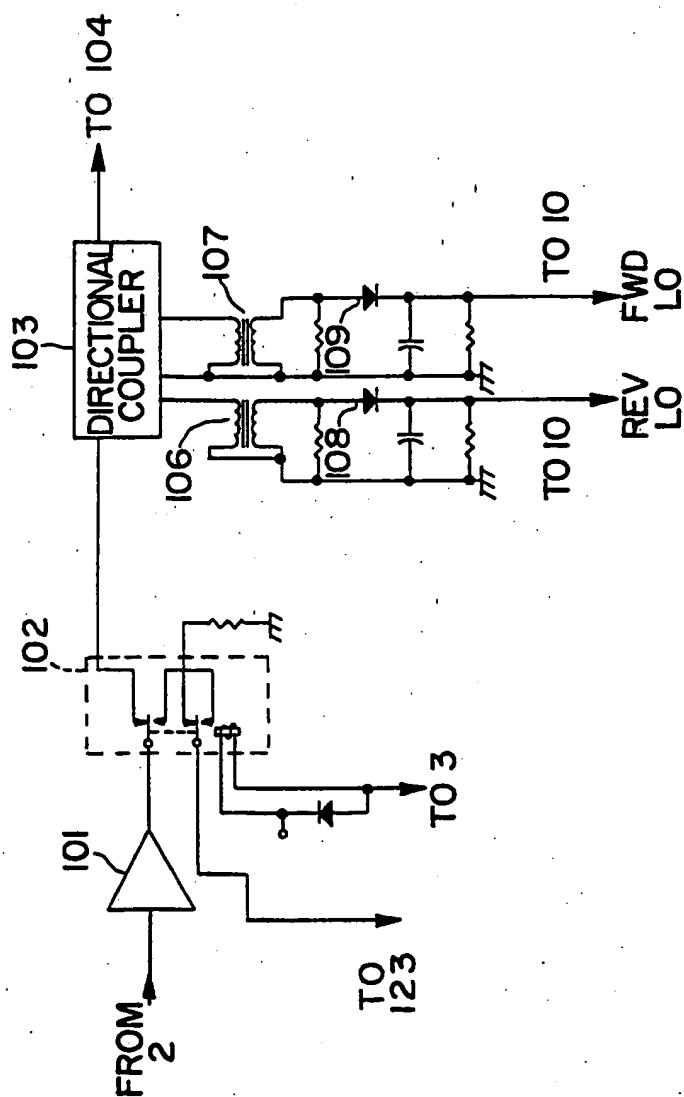 103
TO 104
DIRECTIONAL
COUPLER
107
106
109
108
TO 10
TO 10
REV
LO
FWD
LO
102
101
FROM
2
TO 3
TO
123